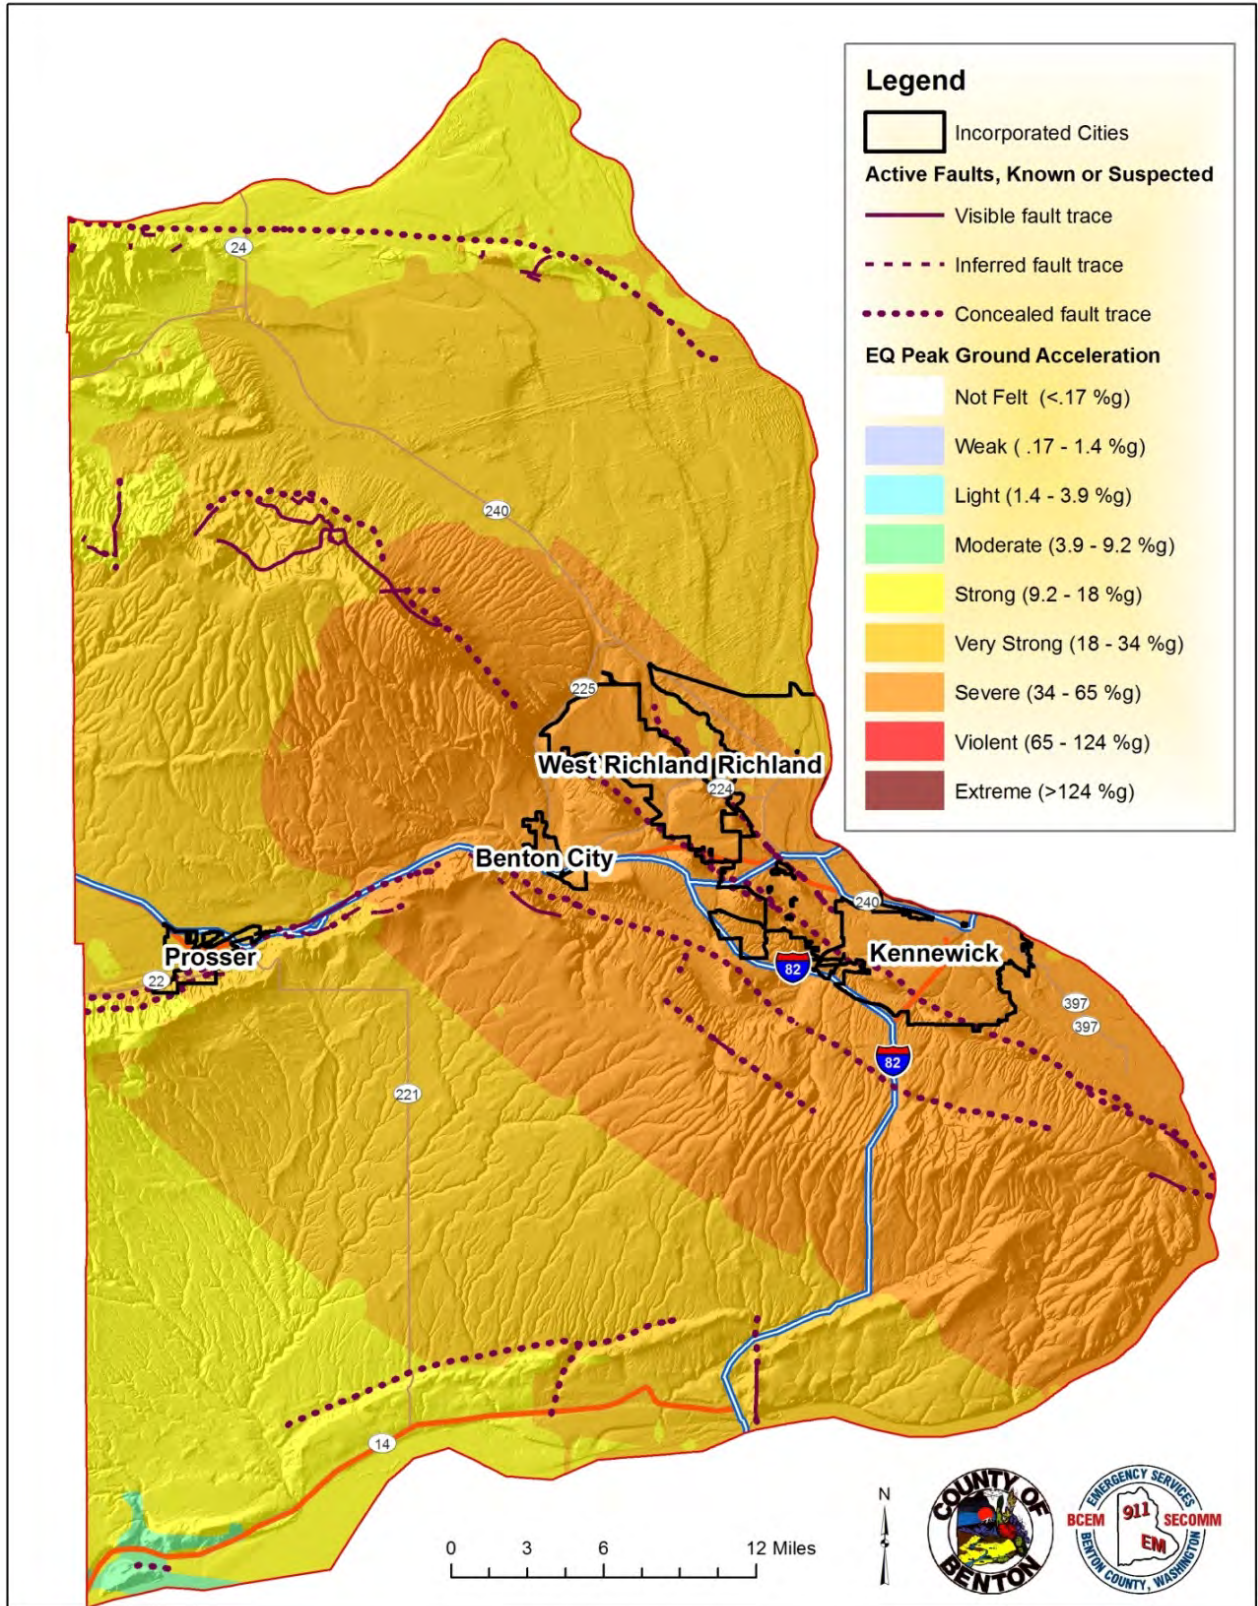 Legend
Incorporated Cities
Active Faults, Known or Suspected
Visible fault trace
Inferred fault trace
Concealed fault trace
EQ Peak Ground Acceleration
Not Felt (<.17 %g)
Weak ( .17 - 1.4 %g)
Light (1.4 - 3.9 %g)
Moderate (3.9 - 9.2 %g)
Strong (9.2 - 18 %g)
Very Strong (18 - 34 %g)
Severe (34 - 65 %g)
Violent (65 - 124 %g)
Extreme (>124 %g)
24
240
225
West Richland
Richland
224
Benton City
240
Prosser
Kennewick
22
82
397
397
82
221
14
0 3 6 12 Miles
N
COUNTY OF
BENTON
EMERGENCY SERVICES
BCEM
911
EM
SECOMM
BENTON COUNTY, WASHINGTON